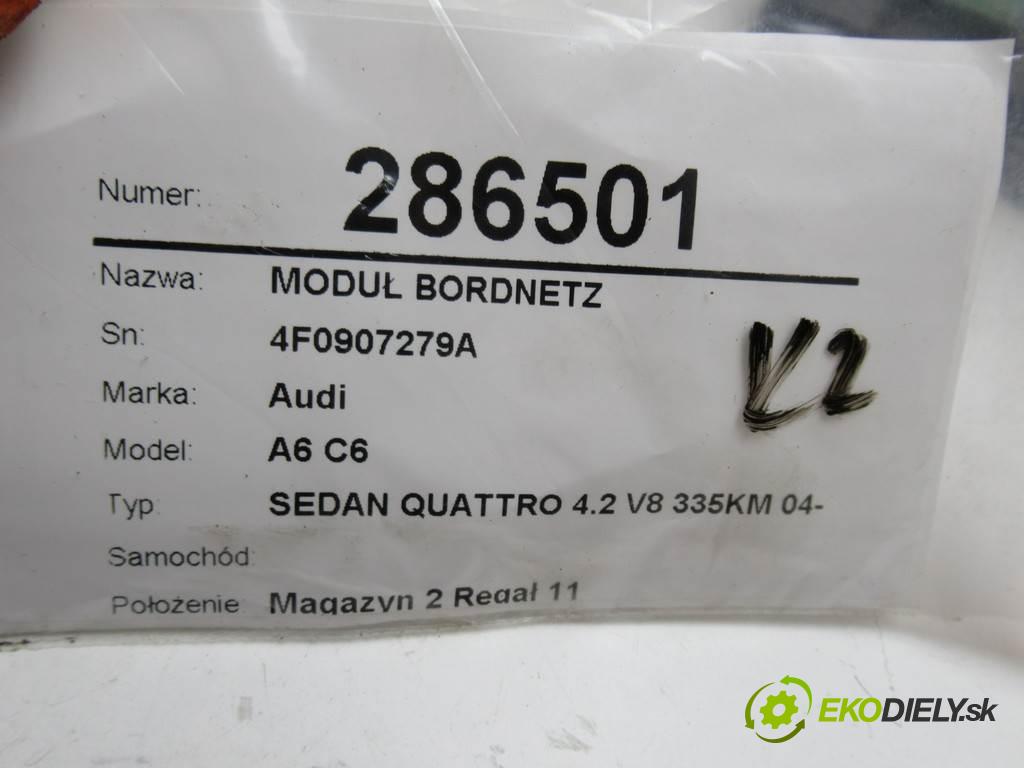 Numer: 286501
Nazwa: MODUŁ BORDNETZ
Sn: 4F0907279A
Marka: Audi
Model: A6 C6
Typ: SEDAN QUATTRO 4.2 V8 335KM 04-
Samochód:
Położenie Magazyn 2 Regał 11
V2
EKODIELY.sk